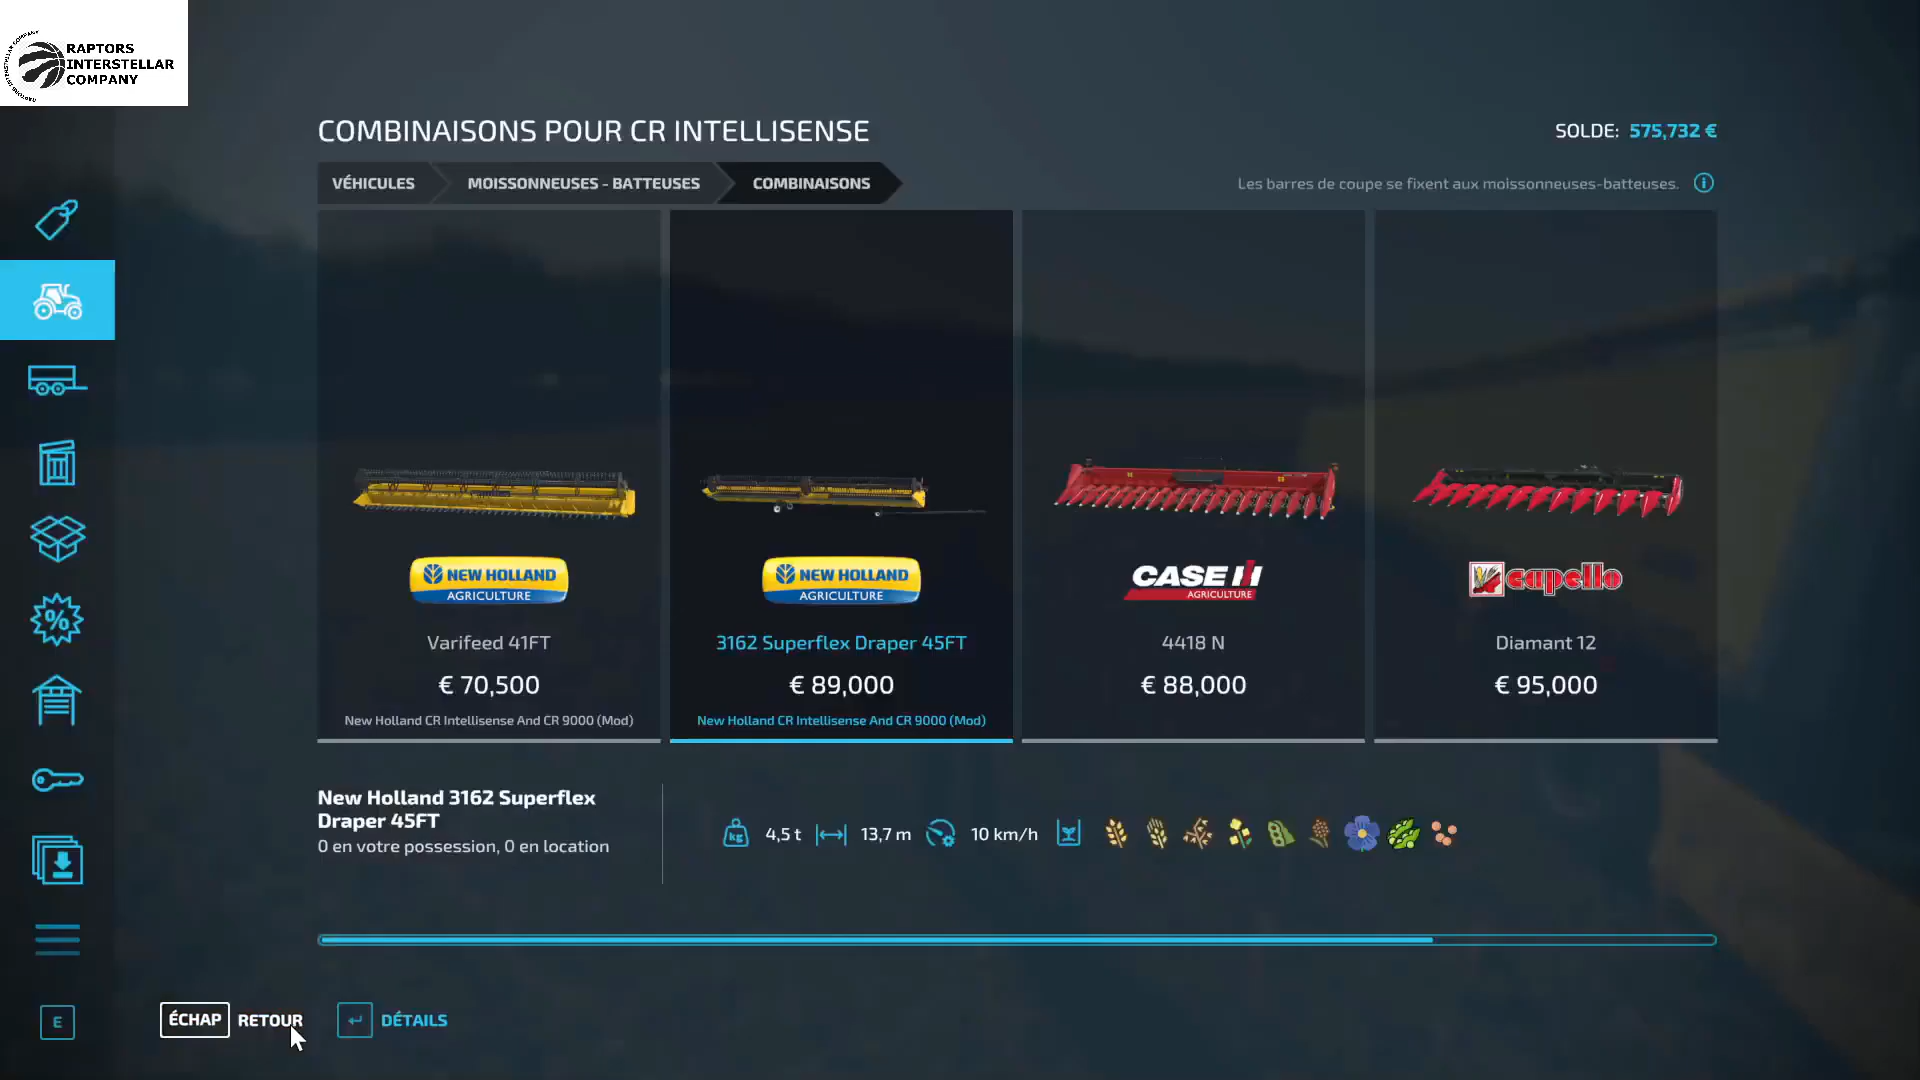 RAPTORS
INTERSTELLAR
COMPANY
COMBINAISONS POUR CR INTELLISENSE
SOLDE: 575,732 €
VÉHICULES
MOISSONNEUSES - BATTEUSES
COMBINAISONS
Les barres de coupe se fixent aux moissonneuses-batteuses.
NEW HOLLAND
AGRICULTURE
Varifeed 41FT
€ 70,500
New Holland CR Intellisense And CR 9000 (Mod)
NEW HOLLAND
AGRICULTURE
3162 Superflex Draper 45FT
€ 89,000
New Holland CR Intellisense And CR 9000 (Mod)
CASE IH
AGRICULTURE
4418 N
€ 88,000
capello
Diamant 12
€ 95,000
New Holland 3162 Superflex
Draper 45FT
0 en votre possession, 0 en location
kg 4,5 t 13,7 m 10 km/h
E
ÉCHAP RETOUR
DÉTAILS